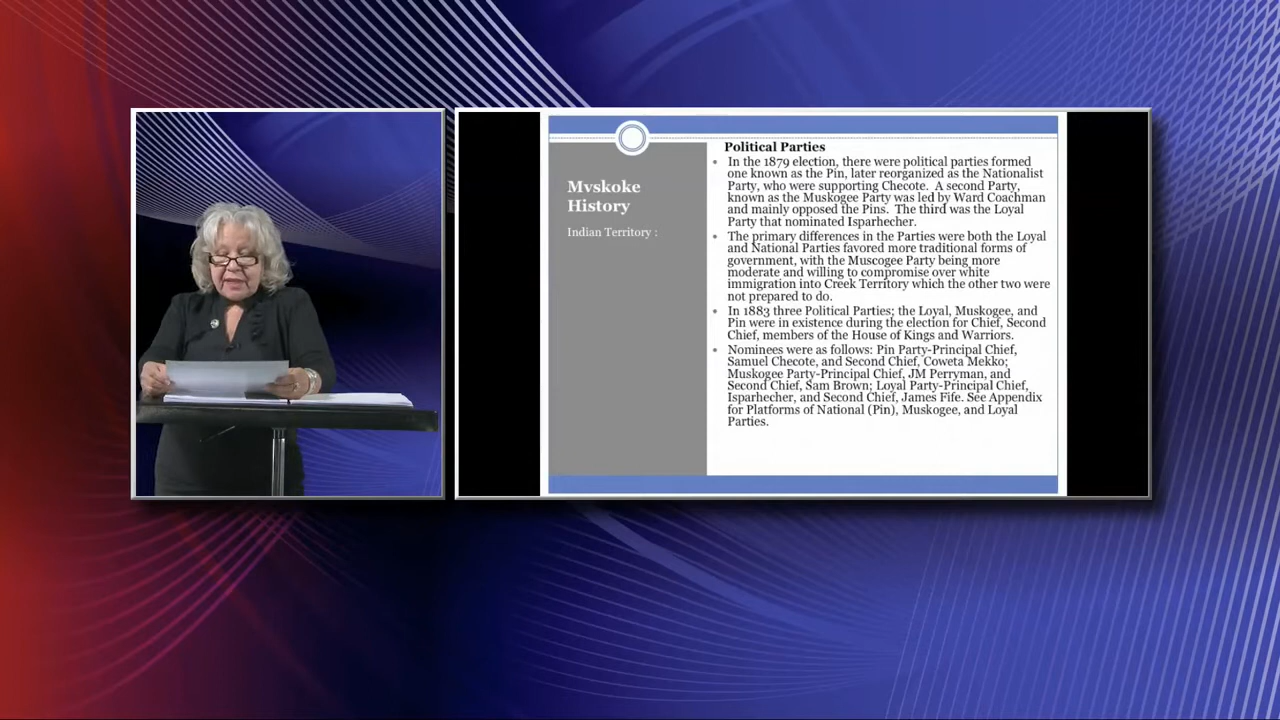 Mvskoke
History
Indian Territory :
Political Parties
• In the 1879 election, there were political parties formed
one known as the Pin, later reorganized as the Nationalist
Party, who were supporting Checote. A second Party,
known as the Muskogee Party was led by Ward Coachman
and mainly opposed the Pins. The third was the Loyal
Party that nominated Isparhecher.
• The primary differences in the Parties were both the Loyal
and National Parties favored more traditional forms of
government, with the Muscogee Party being more
moderate and willing to compromise over white
immigration into Creek Territory which the other two were
not prepared to do.
• In 1883 three Political Parties; the Loyal, Muskogee, and
Pin were in existence during the election for Chief, Second
Chief, members of the House of Kings and Warriors.
• Nominees were as follows: Pin Party-Principal Chief,
Samuel Checote, and Second Chief, Coweta Mekko;
Muskogee Party-Principal Chief, JM Perryman, and
Second Chief, Sam Brown; Loyal Party-Principal Chief,
Isparhecher, and Second Chief, James Fife. See Appendix
for Platforms of National (Pin), Muskogee, and Loyal
Parties.